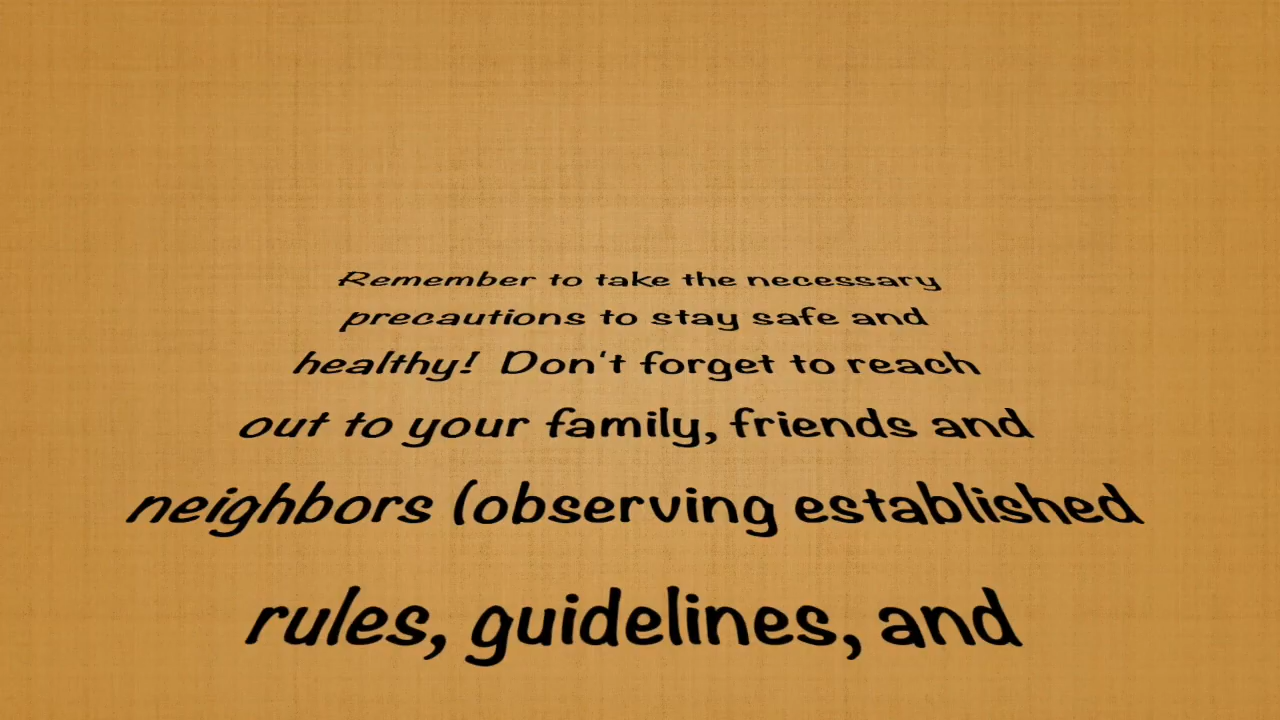 Remember to take the necessary
precautions to stay safe and
healthy!  Don't forget to reach
out to your family, friends and
neighbors (observing established
rules, guidelines, and